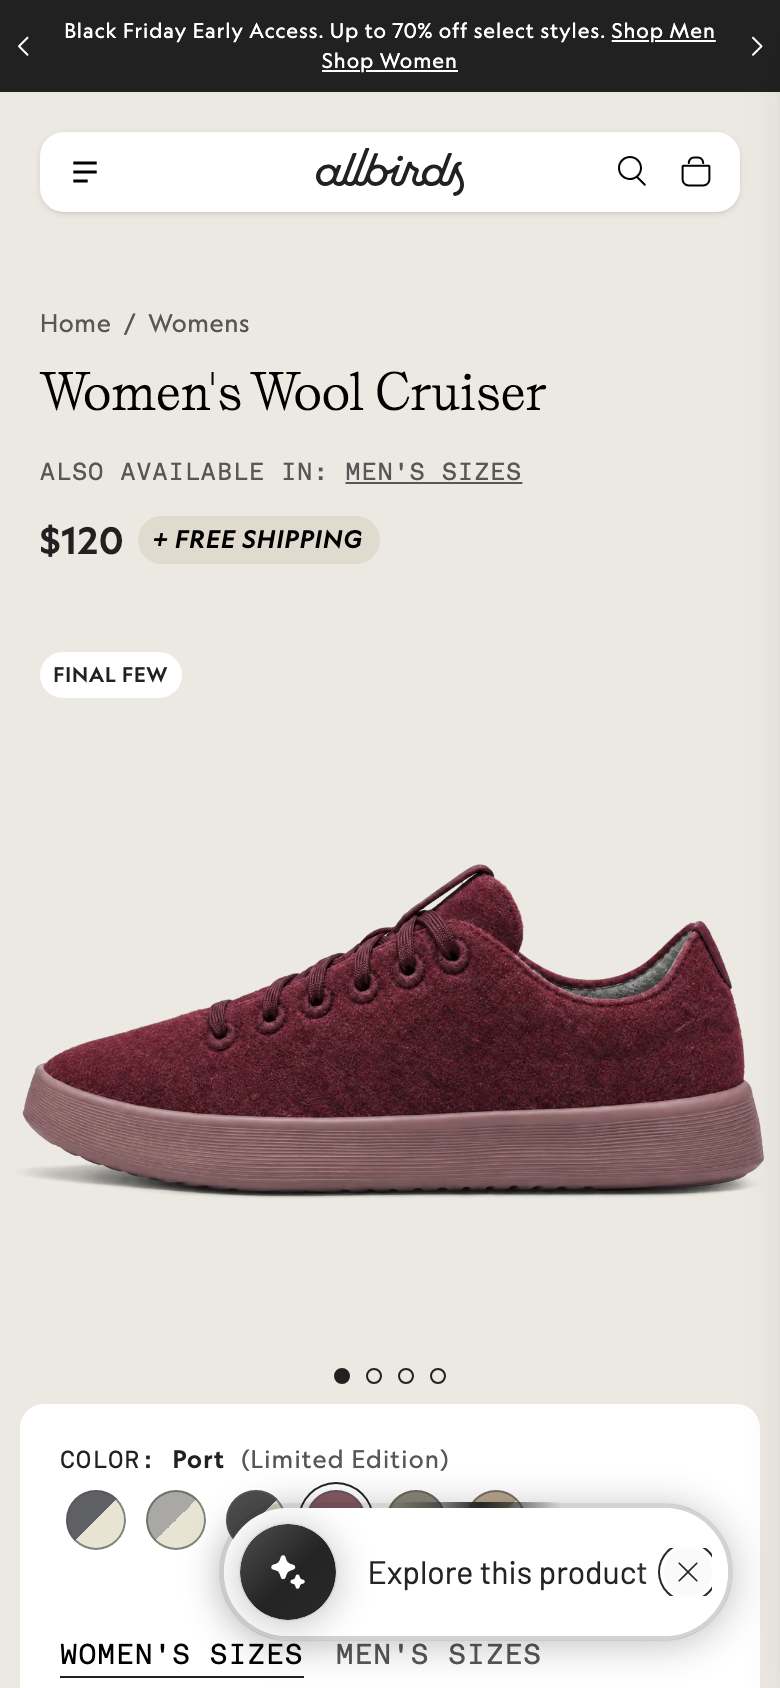 Black Friday Early Access. Up to 70% off select styles. Shop Men
Shop Women
allbirds
Home / Womens
Women's Wool Cruiser
ALSO AVAILABLE IN: MEN'S SIZES
$120 + FREE SHIPPING
FINAL FEW
COLOR: Port (Limited Edition)
Explore this product
WOMEN'S SIZES MEN'S SIZES